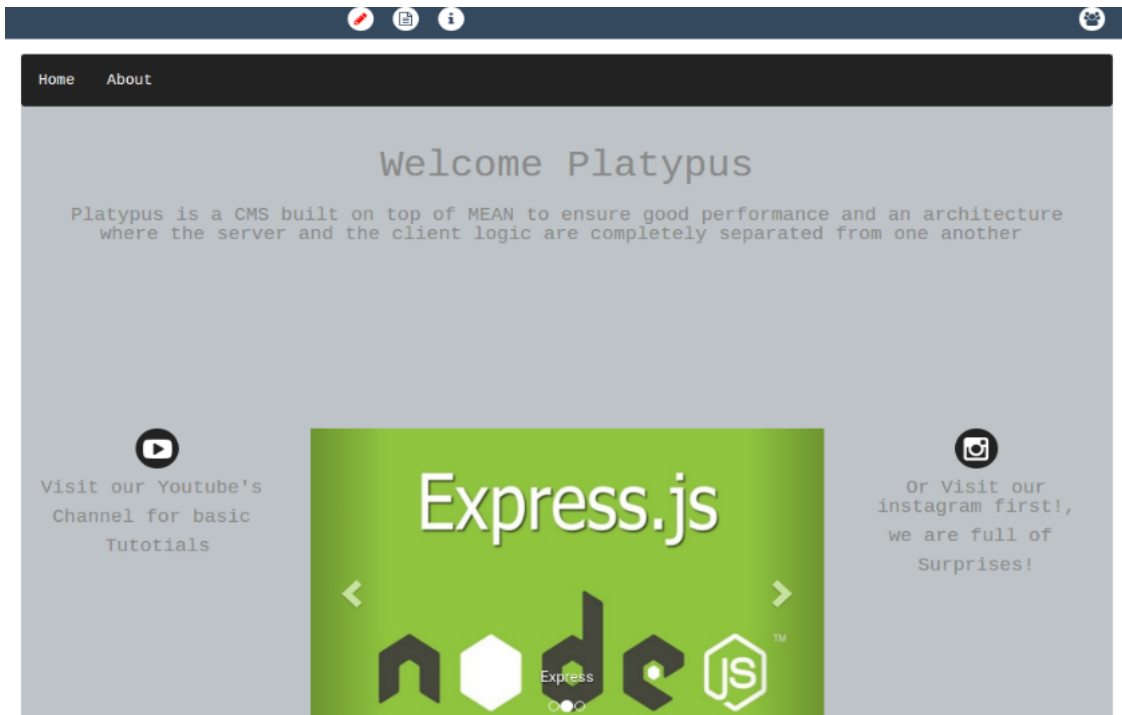 Home About
Welcome Platypus
Platypus is a CMS built on top of MEAN to ensure good performance and an architecture
where the server and the client logic are completely separated from one another
Visit our Youtube's
Channel for basic
Tutotials
Express.js
node JS TM
Express
Or Visit our
instagram first!,
we are full of
Surprises!